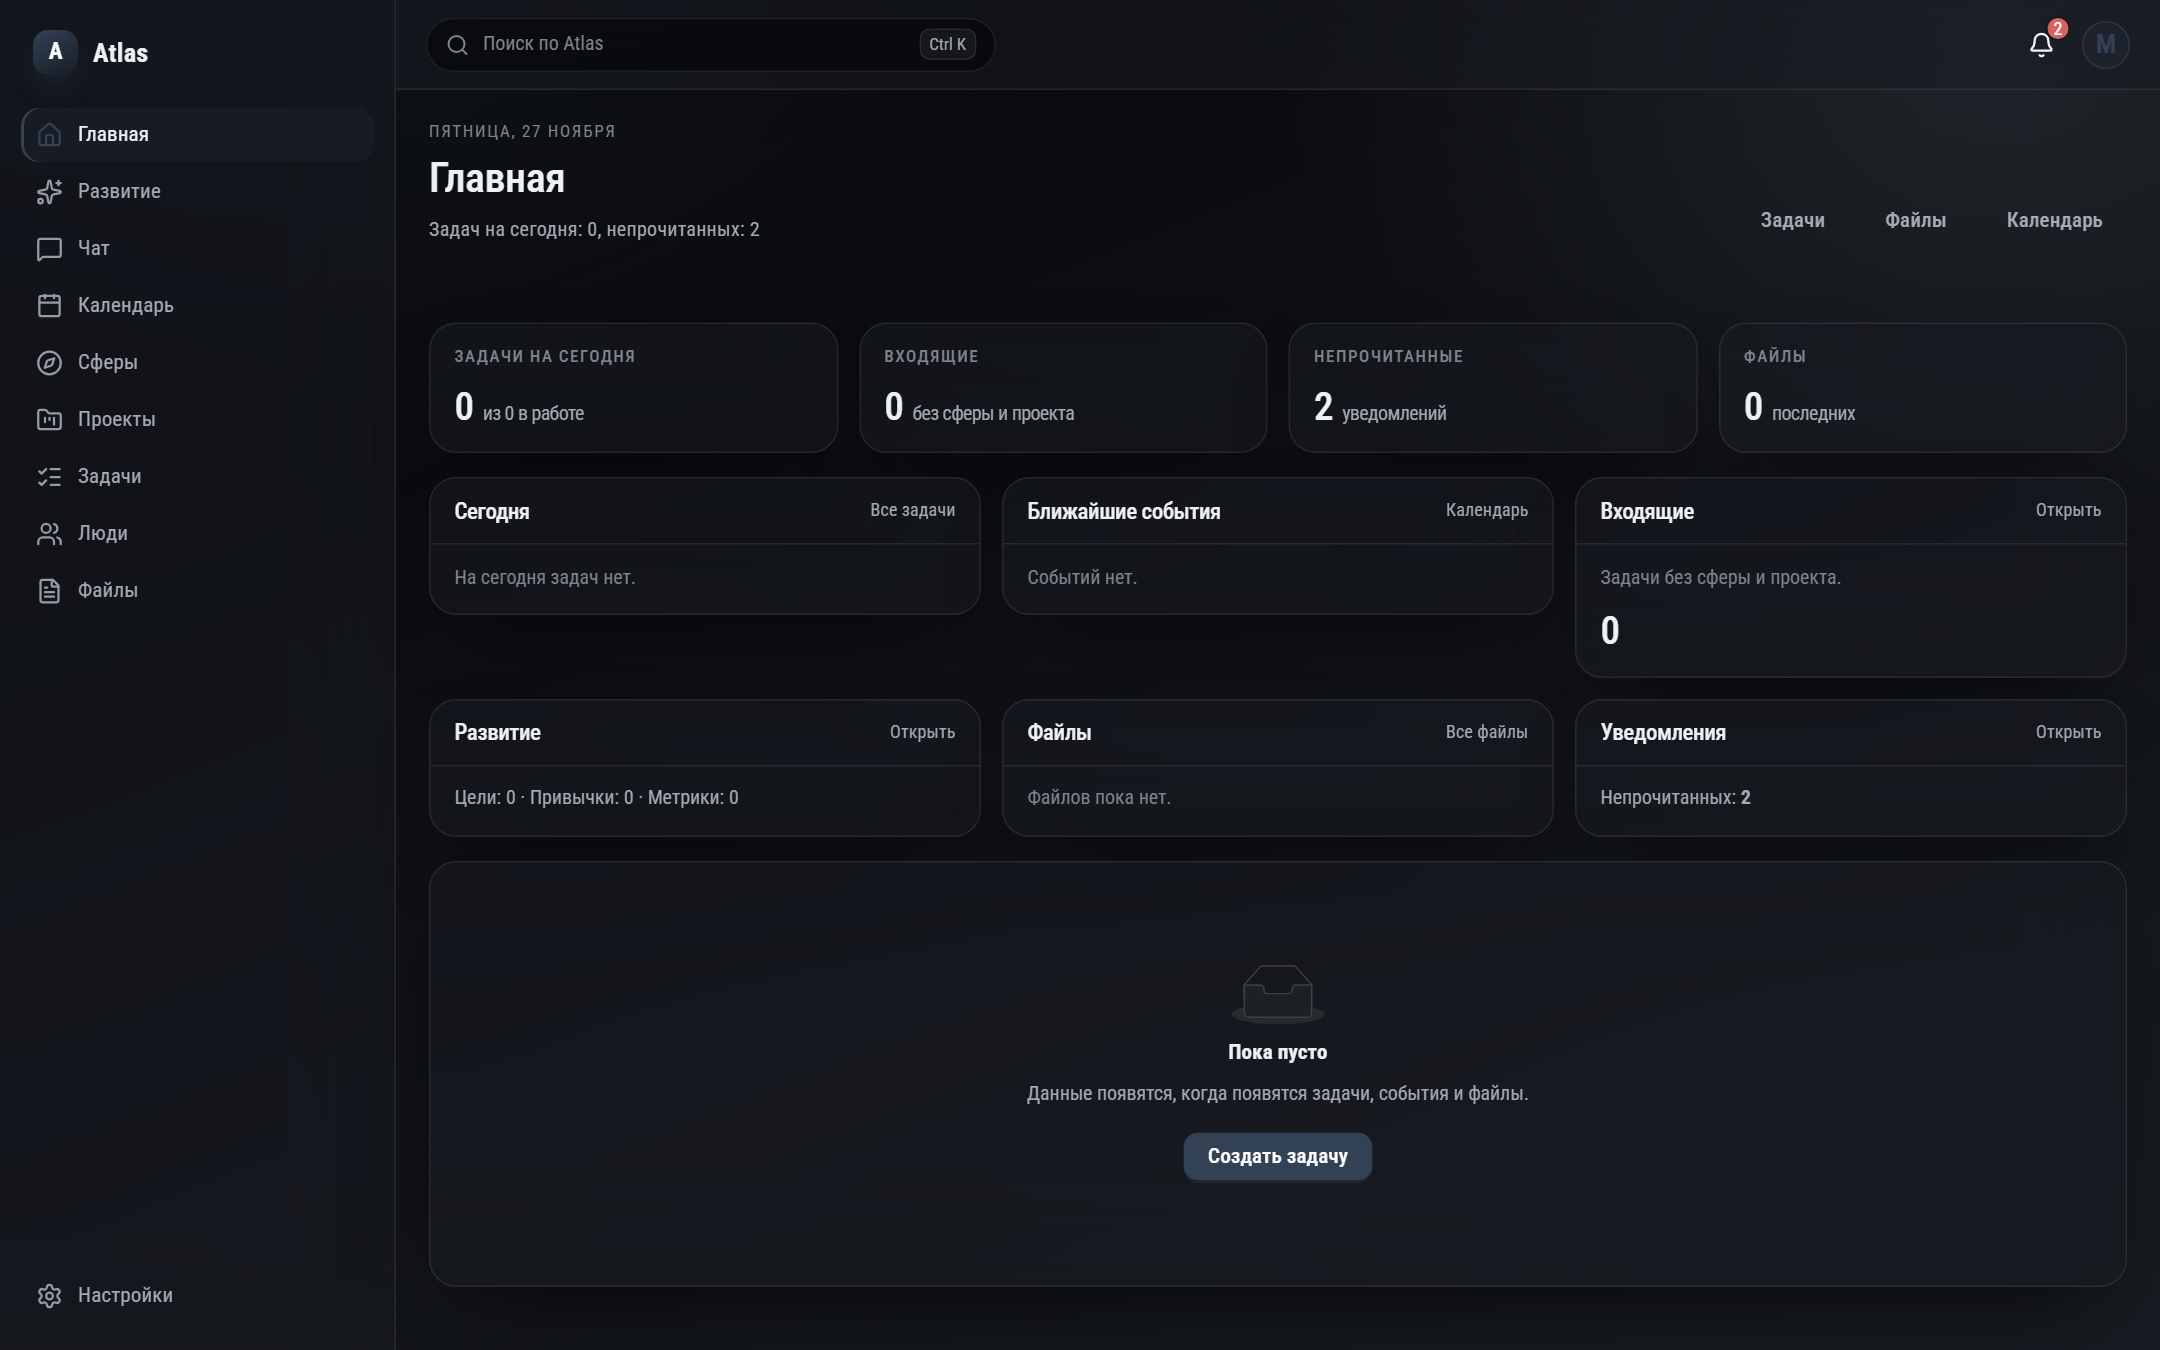 A Atlas
Поиск по Atlas Ctrl K
2
M
Главная
Развитие
Чат
Календарь
Сферы
Проекты
Задачи
Люди
Файлы
Настройки
ПЯТНИЦА, 27 НОЯБРЯ
Главная
Задач на сегодня: 0, непрочитанных: 2
Задачи Файлы Календарь
ЗАДАЧИ НА СЕГОДНЯ
0 из 0 в работе
ВХОДЯЩИЕ
0 без сферы и проекта
НЕПРОЧИТАННЫЕ
2 уведомлений
ФАЙЛЫ
0 последних
Сегодня Все задачи
На сегодня задач нет.
Ближайшие события Календарь
Событий нет.
Входящие Открыть
Задачи без сферы и проекта.
0
Развитие Открыть
Цели: 0 · Привычки: 0 · Метрики: 0
Файлы Все файлы
Файлов пока нет.
Уведомления Открыть
Непрочитанных: 2
Пока пусто
Данные появятся, когда появятся задачи, события и файлы.
Создать задачу